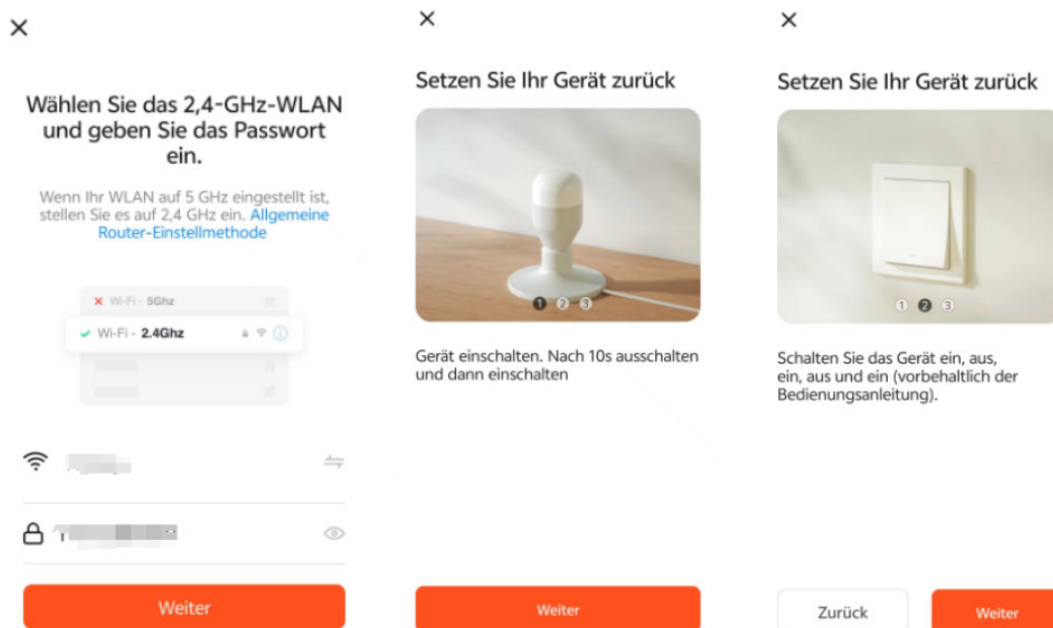 Wählen Sie das 2,4-GHz-WLAN
und geben Sie das Passwort
ein.
Wenn Ihr WLAN auf 5 GHz eingestellt ist,
stellen Sie es auf 2,4 GHz ein. Allgemeine
Router-Einstellmethode
Wi-Fi - 5Ghz
Wi-Fi - 2.4Ghz
Weiter
Setzen Sie Ihr Gerät zurück
1 2 3
Gerät einschalten. Nach 10s ausschalten
und dann einschalten
Weiter
Setzen Sie Ihr Gerät zurück
1 2 3
Schalten Sie das Gerät ein, aus,
ein, aus und ein (vorbehaltlich der
Bedienungsanleitung).
Zurück
Weiter